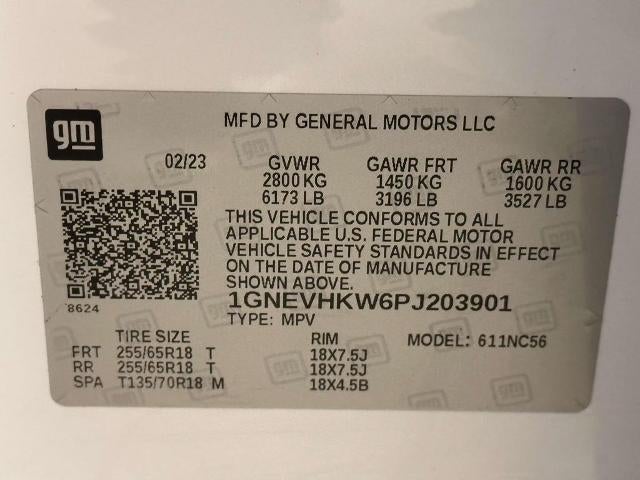 gm
MFD BY GENERAL MOTORS LLC
02/23 GVWR GAWR FRT GAWR RR
2800 KG 1450 KG 1600 KG
6173 LB 3196 LB 3527 LB
THIS VEHICLE CONFORMS TO ALL
APPLICABLE U.S. FEDERAL MOTOR
VEHICLE SAFETY STANDARDS IN EFFECT
ON THE DATE OF MANUFACTURE
SHOWN ABOVE.
1GNEVHKW6PJ203901
8624
TYPE: MPV
TIRE SIZE RIM MODEL: 611NC56
FRT 255/65R18 T 18X7.5J
RR 255/65R18 T 18X7.5J
SPA T135/70R18 M 18X4.5B